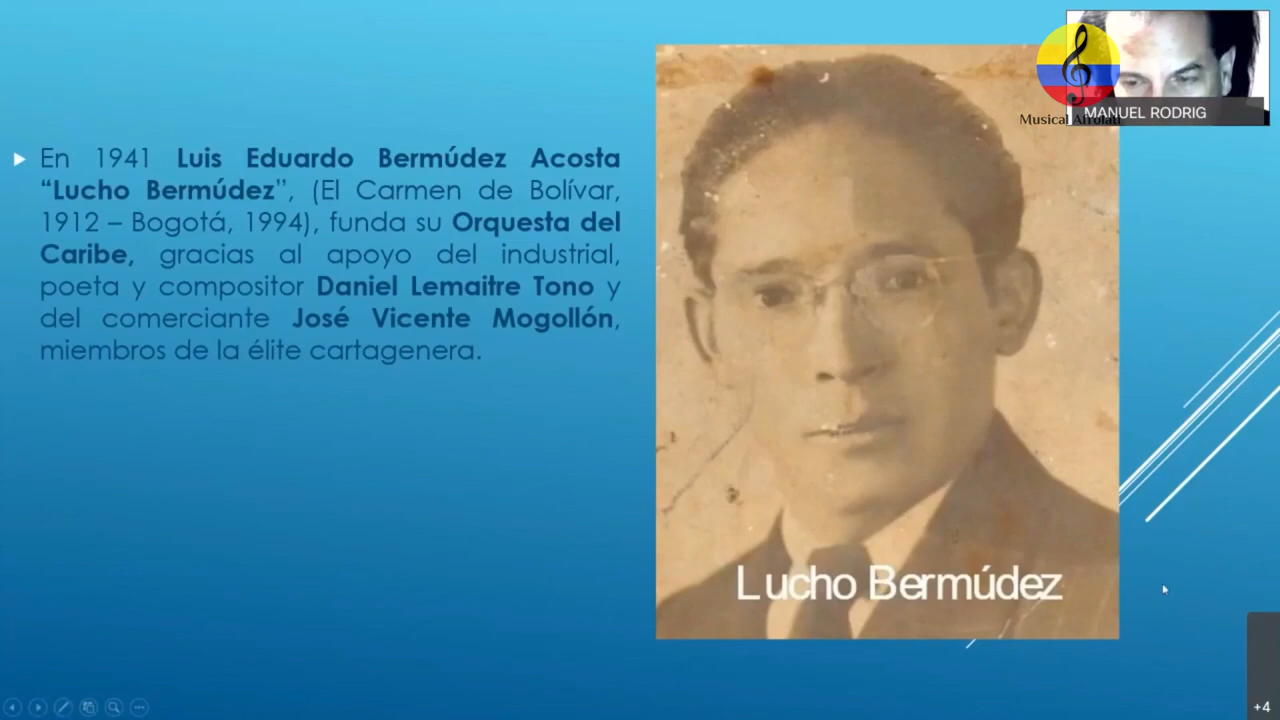 En 1941 Luis Eduardo Bermúdez Acosta
“Lucho Bermúdez”, (El Carmen de Bolívar,
1912 – Bogotá, 1994), funda su Orquesta del
Caribe, gracias al apoyo del industrial,
poeta y compositor Daniel Lemaitre Tono y
del comerciante José Vicente Mogollón,
miembros de la élite cartagenera.
Lucho Bermúdez
MANUEL RODRIG
Musical
+4